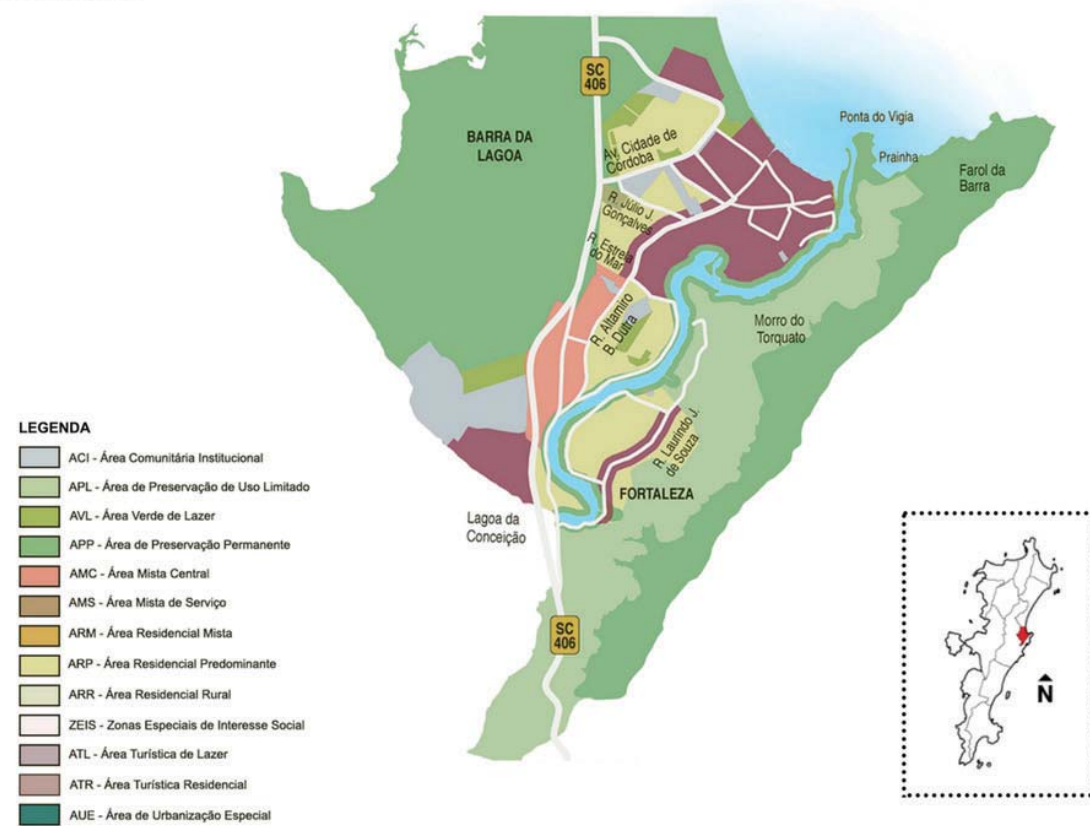 SC
406
BARRA DA
LAGOA
Av. Cidade de
Córdoba
Ponta do Vigia
Prainha
Farol da
Barra
R. Júlio J.
Gonçalves
R. Estrela
do Mar
R. Altamiro
B. Dutra
Morro do
Torquato
R. Laurindo J.
de Souza
FORTALEZA
Lagoa da
Conceição
SC
406
LEGENDA
ACI - Área Comunitária Institucional
APL - Área de Preservação de Uso Limitado
AVL - Área Verde de Lazer
APP - Área de Preservação Permanente
AMC - Área Mista Central
AMS - Área Mista de Serviço
ARM - Área Residencial Mista
ARP - Área Residencial Predominante
ARR - Área Residencial Rural
ZEIS - Zonas Especiais de Interesse Social
ATL - Área Turística de Lazer
ATR - Área Turística Residencial
AUE - Área de Urbanização Especial
N